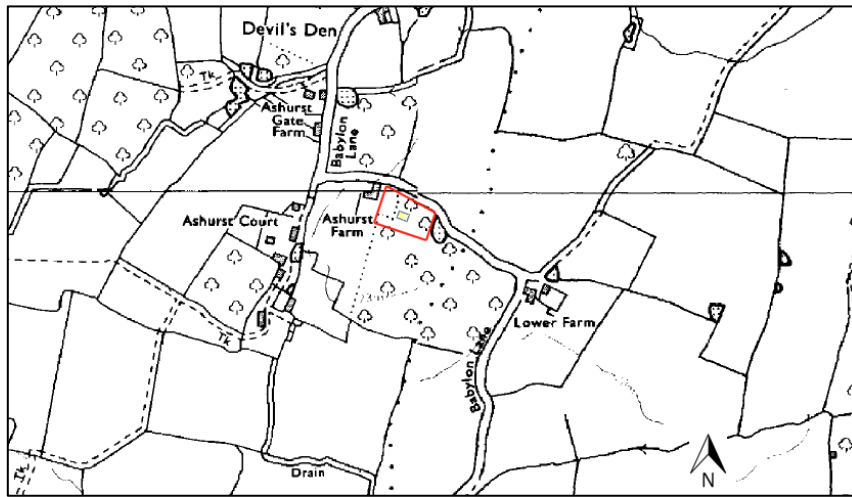 Devil's Den
Tk.
Ashurst
Gate
Farm
Babylon
Lane
Ashurst Court
Ashurst
Farm
Lower Farm
Tk
Babylon Lane
Drain
Tk.
N